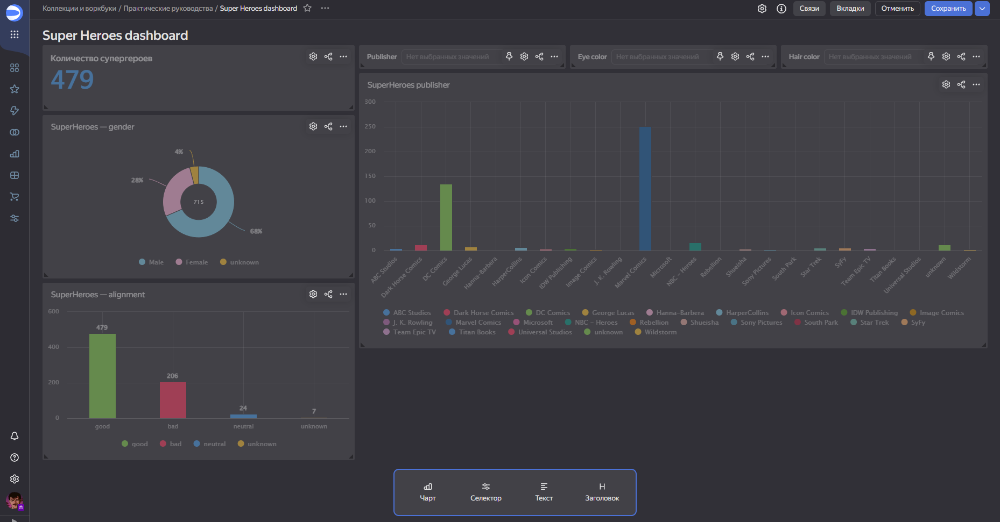 Коллекции и воркбуки / Практические руководства / Super Heroes dashboard
Связи
Вкладки
Отменить
Сохранить
Super Heroes dashboard
Количество супергероев
479
Publisher Нет выбранных значений
Eye color Нет выбранных значений
Hair color Нет выбранных значений
SuperHeroes — gender
4%
28%
715
68%
Male Female unknown
SuperHeroes — alignment
600
400
200
0
479
206
24
7
good bad neutral unknown
good bad neutral unknown
SuperHeroes publisher
300
250
200
150
100
50
0
ABC Studios
Dark Horse Comics
DC Comics
George Lucas
Hanna-Barbera
HarperCollins
Icon Comics
IDW Publishing
Image Comics
J. K. Rowling
Marvel Comics
Microsoft
NBC - Heroes
Rebellion
Shueisha
Sony Pictures
South Park
Star Trek
SyFy
Team Epic TV
Titan Books
Universal Studios
unknown
Wildstorm
ABC Studios Dark Horse Comics DC Comics George Lucas Hanna-Barbera HarperCollins Icon Comics IDW Publishing Image Comics
J. K. Rowling Marvel Comics Microsoft NBC - Heroes Rebellion Shueisha Sony Pictures South Park Star Trek SyFy
Team Epic TV Titan Books Universal Studios unknown Wildstorm
Чарт
Селектор
Текст
Заголовок